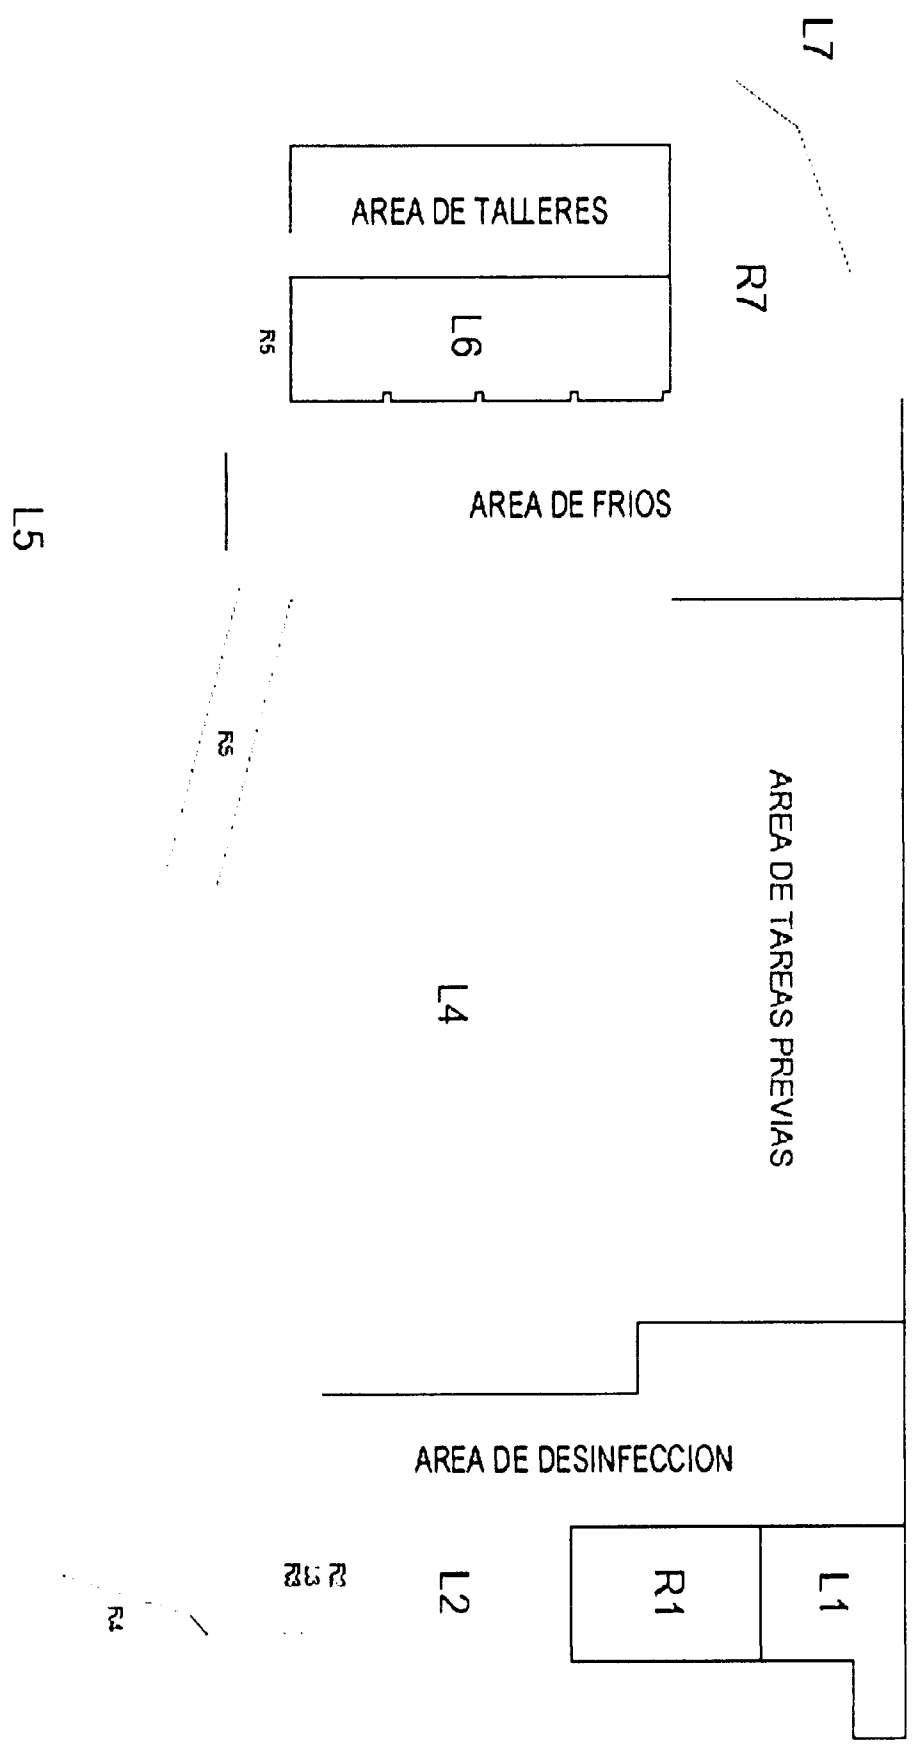 L7
AREA DE TALLERES
R7
L6
R5
AREA DE FRIOS
L5
R5
AREA DE TAREAS PREVIAS
L4
AREA DE DESINFECCION
L2
R1
L1
R4